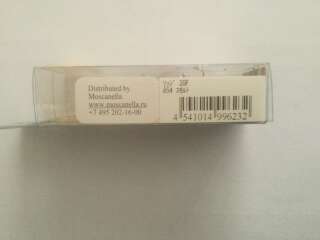 Distributed by
Moscanella
www.moscanella.ru
+7 495 202-16-00
4 541014 996232